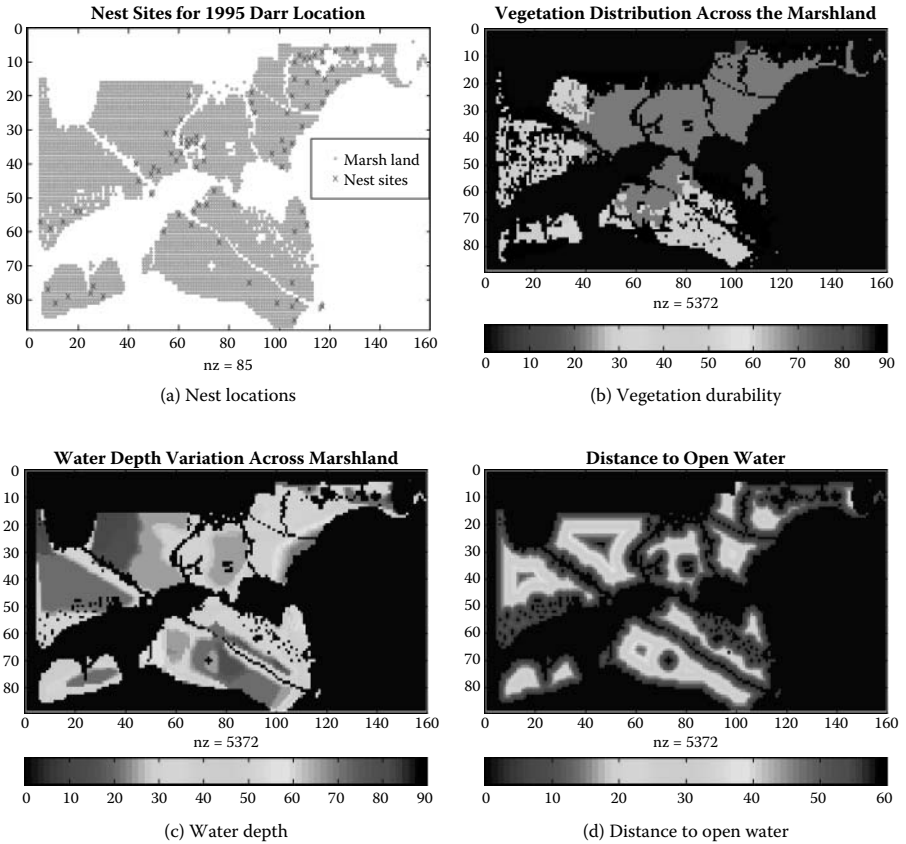 Nest Sites for 1995 Darr Location
0
10
20
30
40
50
60
70
80
Marsh land
Nest sites
0 20 40 60 80 100 120 140 160
nz = 85
(a) Nest locations
Vegetation Distribution Across the Marshland
0
10
20
30
40
50
60
70
80
0 20 40 60 80 100 120 140 160
nz = 5372
0 10 20 30 40 50 60 70 80 90
(b) Vegetation durability
Water Depth Variation Across Marshland
0
10
20
30
40
50
60
70
80
0 20 40 60 80 100 120 140 160
nz = 5372
0 10 20 30 40 50 60 70 80 90
(c) Water depth
Distance to Open Water
0
10
20
30
40
50
60
70
80
0 20 40 60 80 100 120 140 160
nz = 5372
0 10 20 30 40 50 60
(d) Distance to open water